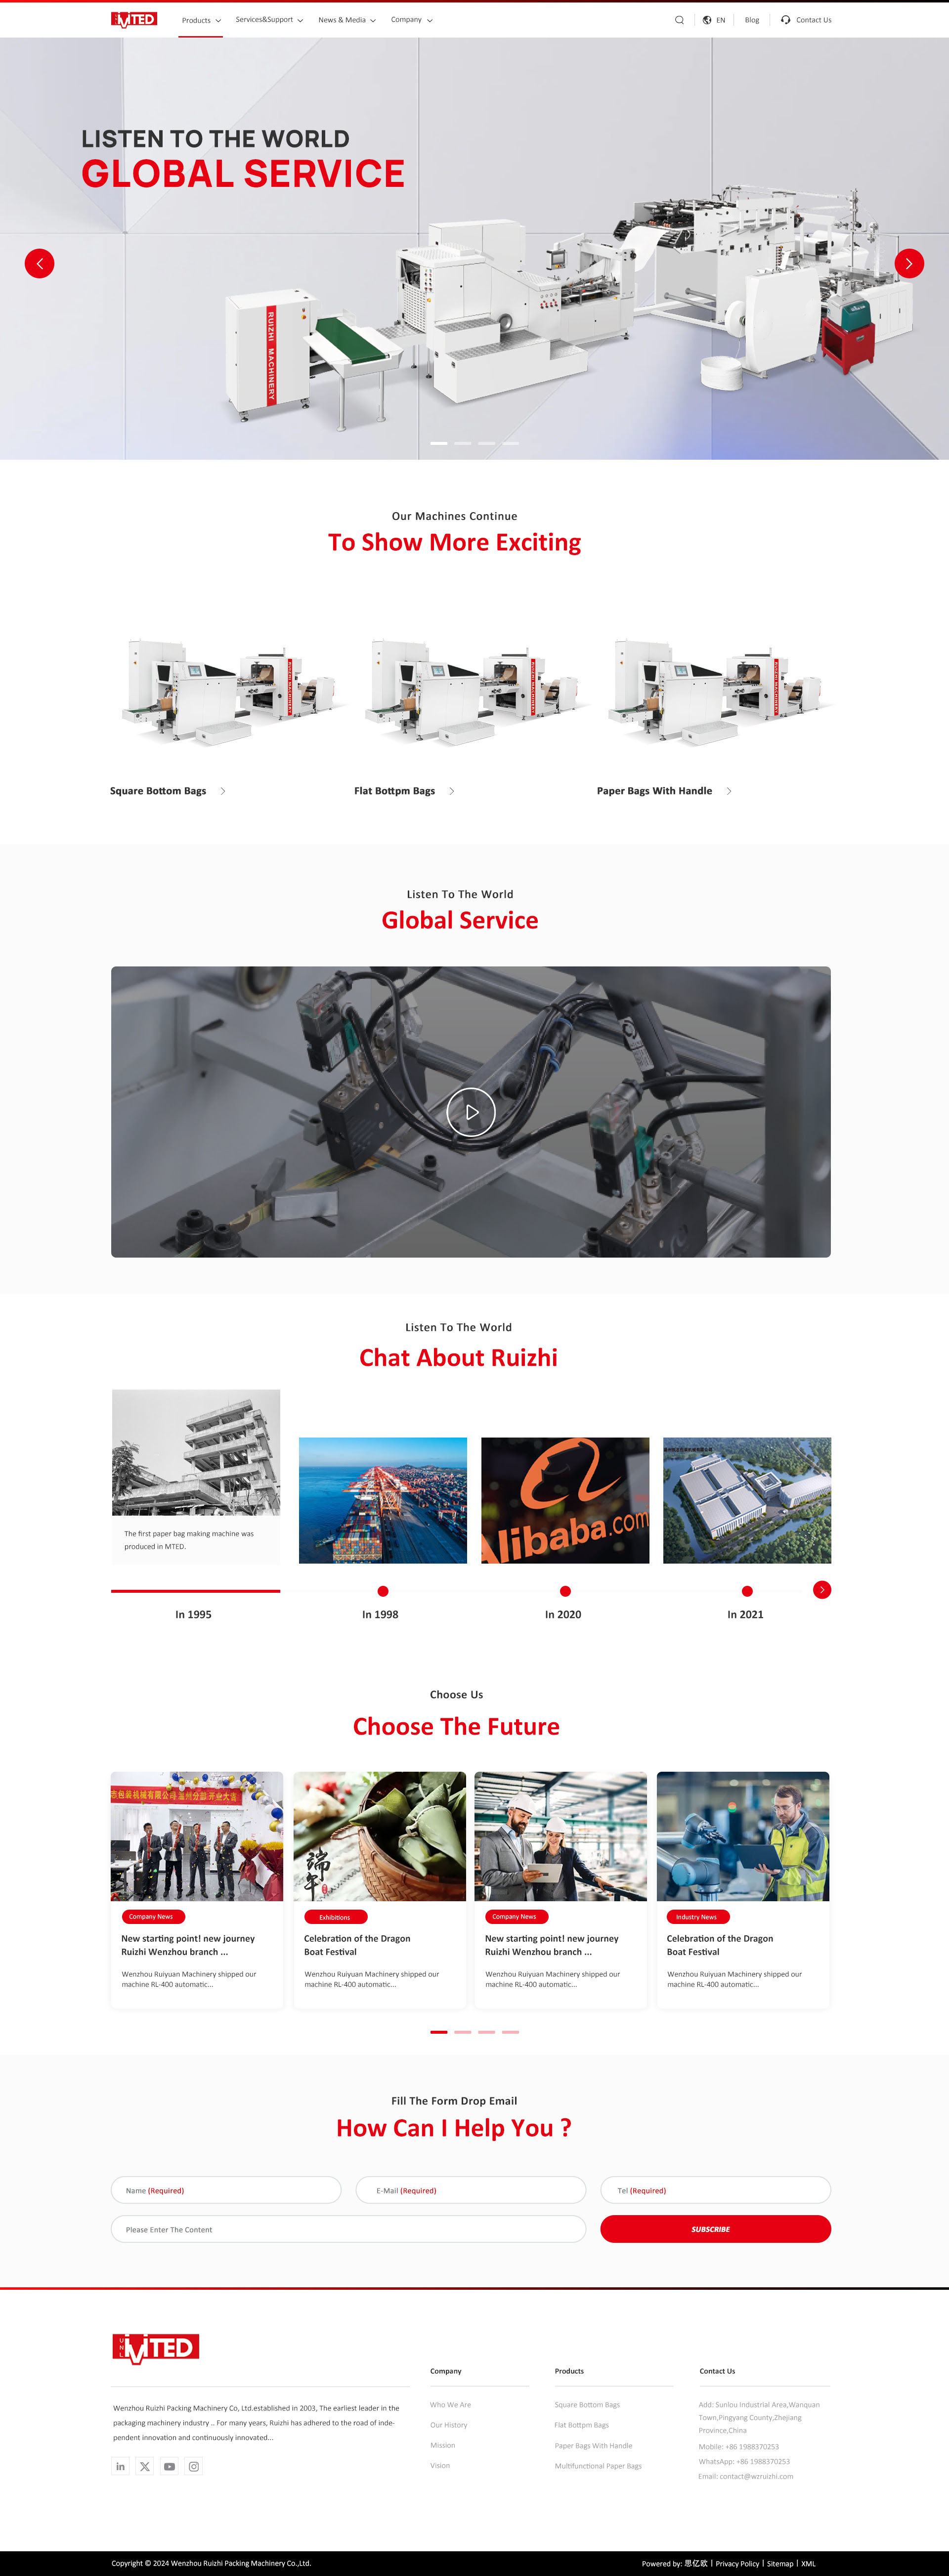 MTED
Products
Services&Support
News & Media
Company
EN
Blog
Contact Us
LISTEN TO THE WORLD
GLOBAL SERVICE
RUIZHI MACHINERY
Our Machines Continue
To Show More Exciting
Square Bottom Bags
Flat Bottpm Bags
Paper Bags With Handle
Listen To The World
Global Service
Listen To The World
Chat About Ruizhi
The first paper bag making machine was
produced in MTED.
libaba.com
In 1995
In 1998
In 2020
In 2021
Choose Us
Choose The Future
端午
Company News
New starting point! new journey
Ruizhi Wenzhou branch ...
Wenzhou Ruiyuan Machinery shipped our
machine RL-400 automatic...
Exhibitions
Celebration of the Dragon
Boat Festival
Wenzhou Ruiyuan Machinery shipped our
machine RL-400 automatic...
Company News
New starting point! new journey
Ruizhi Wenzhou branch ...
Wenzhou Ruiyuan Machinery shipped our
machine RL-400 automatic...
Industry News
Celebration of the Dragon
Boat Festival
Wenzhou Ruiyuan Machinery shipped our
machine RL-400 automatic...
Fill The Form Drop Email
How Can I Help You ?
Name (Required)
E-Mail (Required)
Tel (Required)
Please Enter The Content
SUBSCRIBE
UNL MTED
Wenzhou Ruizhi Packing Machinery Co, Ltd.established in 2003, The earliest leader in the
packaging machinery industry .. For many years, Ruizhi has adhered to the road of inde-
pendent innovation and continuously innovated...
Company
Who We Are
Our History
Mission
Vision
Products
Square Bottom Bags
Flat Bottpm Bags
Paper Bags With Handle
Multifunctional Paper Bags
Contact Us
Add: Sunlou Industrial Area,Wanquan
Town,Pingyang County,Zhejiang
Province,China
Mobile: +86 1988370253
WhatsApp: +86 1988370253
Email: contact@wzruizhi.com
Copyright © 2024 Wenzhou Ruizhi Packing Machinery Co.,Ltd.
Powered by: 思亿欧 | Privacy Policy | Sitemap | XML